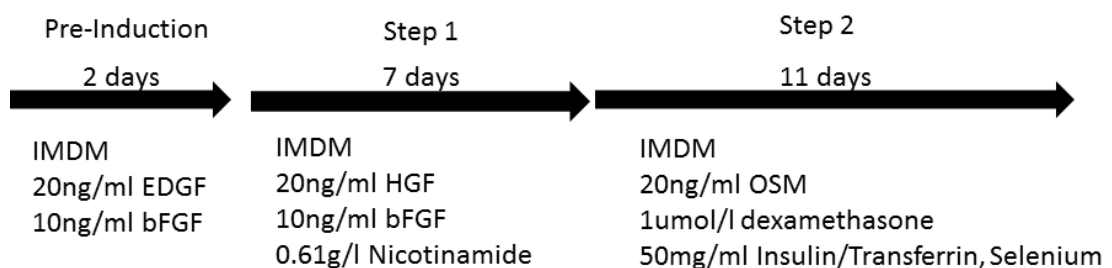 Pre-Induction
2 days
IMDM
20ng/ml EDGF
10ng/ml bFGF
Step 1
7 days
IMDM
20ng/ml HGF
10ng/ml bFGF
0.61g/l Nicotinamide
Step 2
11 days
IMDM
20ng/ml OSM
1umol/l dexamethasone
50mg/ml Insulin/Transferrin, Selenium